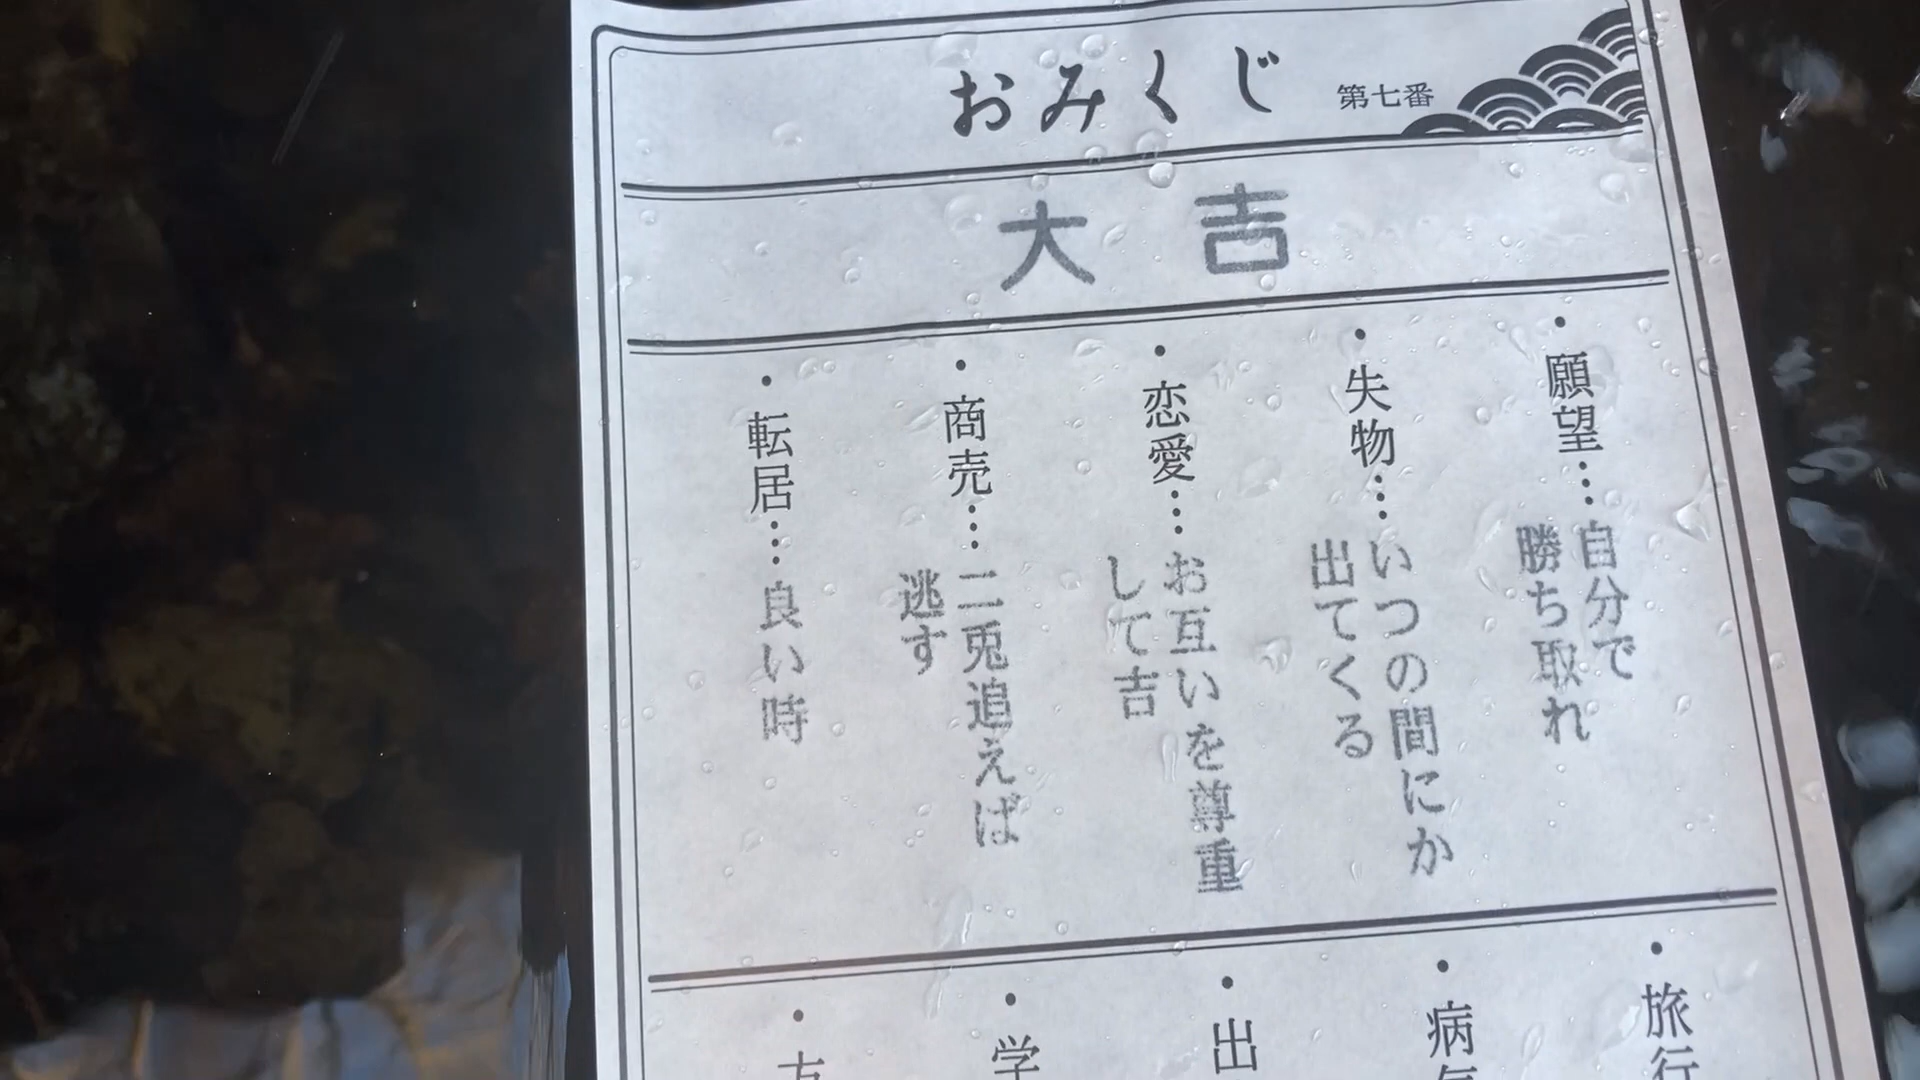 おみくじ 第七番
大吉
・願望…自分で
勝ち取れ
・失物…いつの間にか
出てくる
・恋愛…お互いを尊重
して吉
・商売…二兎追えば
逃す
・転居…良い時
・旅行
・病
・出
・学
・方